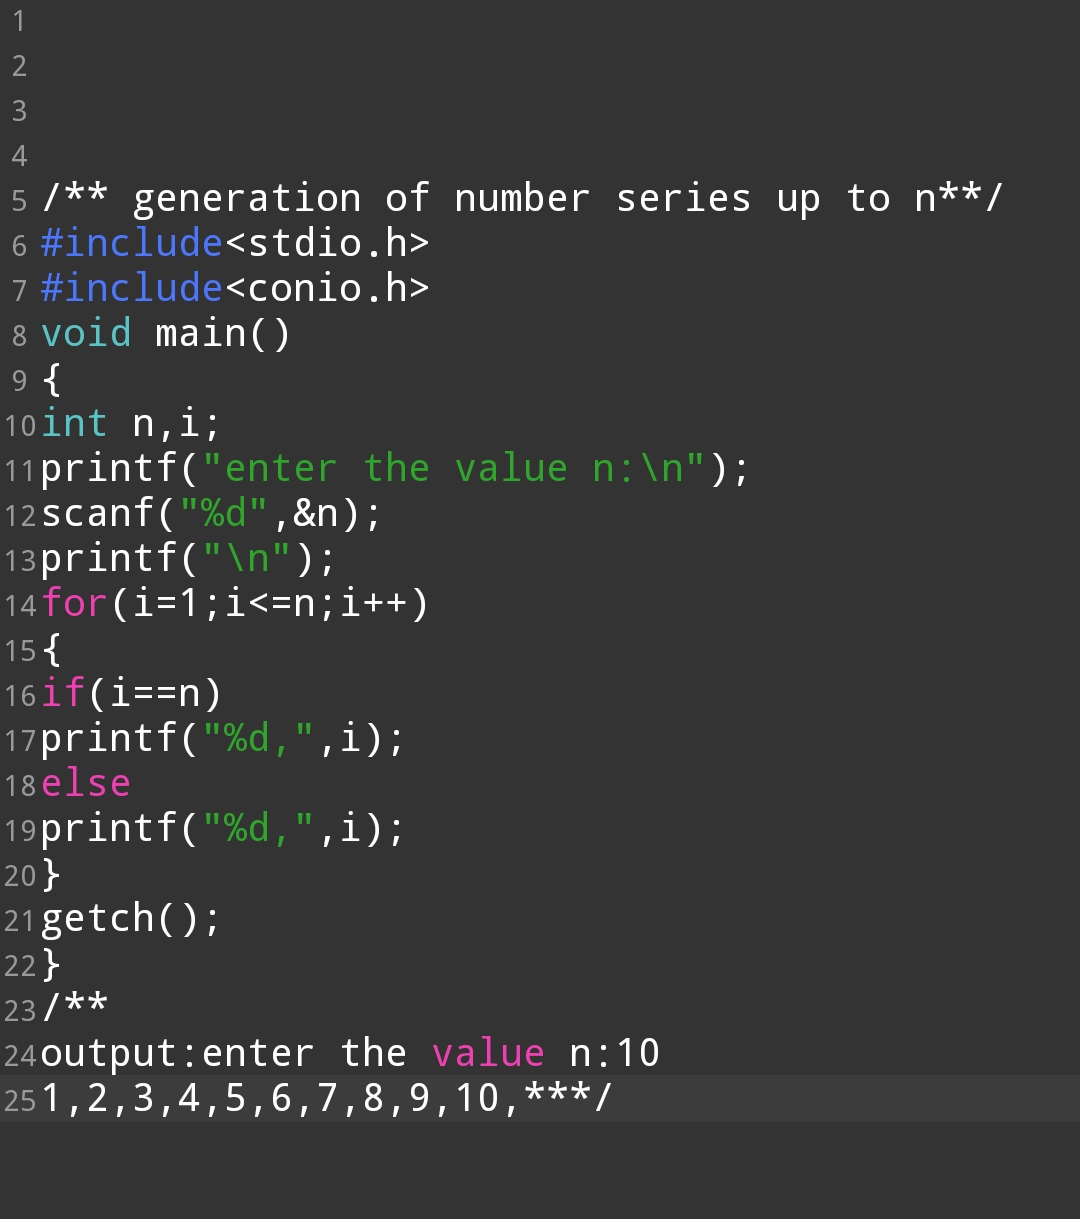 1
2
3
4
5 /** generation of number series up to n**/
6 #include<stdio.h>
7 #include<conio.h>
8 void main()
9 {
10 int n,i;
11 printf("enter the value n:\n");
12 scanf("%d",&n);
13 printf("\n");
14 for(i=1;i<=n;i++)
15 {
16 if(i==n)
17 printf("%d,",i);
18 else
19 printf("%d,",i);
20 }
21 getch();
22 }
23 /**
24 output:enter the value n:10
25 1,2,3,4,5,6,7,8,9,10,***/